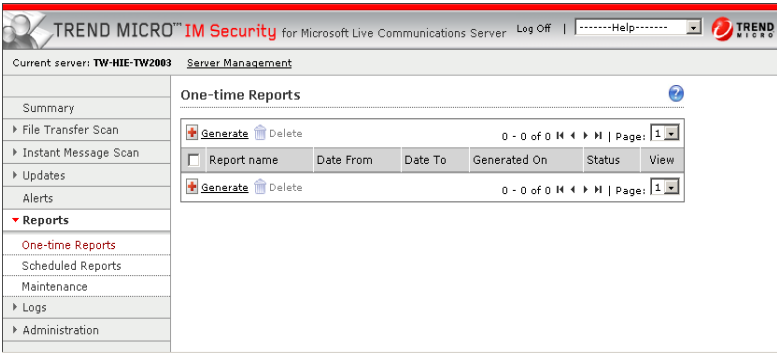 TREND MICRO™ IM Security for Microsoft Live Communications Server Log Off | -------Help------- TREND MICRO
Current server: TW-HIE-TW2003 Server Management
One-time Reports ?
Summary
File Transfer Scan
Instant Message Scan
Updates
Alerts
Reports
One-time Reports
Scheduled Reports
Maintenance
Logs
Administration
Generate Delete 0 - 0 of 0 | Page: 1
Report name Date From Date To Generated On Status View
Generate Delete 0 - 0 of 0 | Page: 1